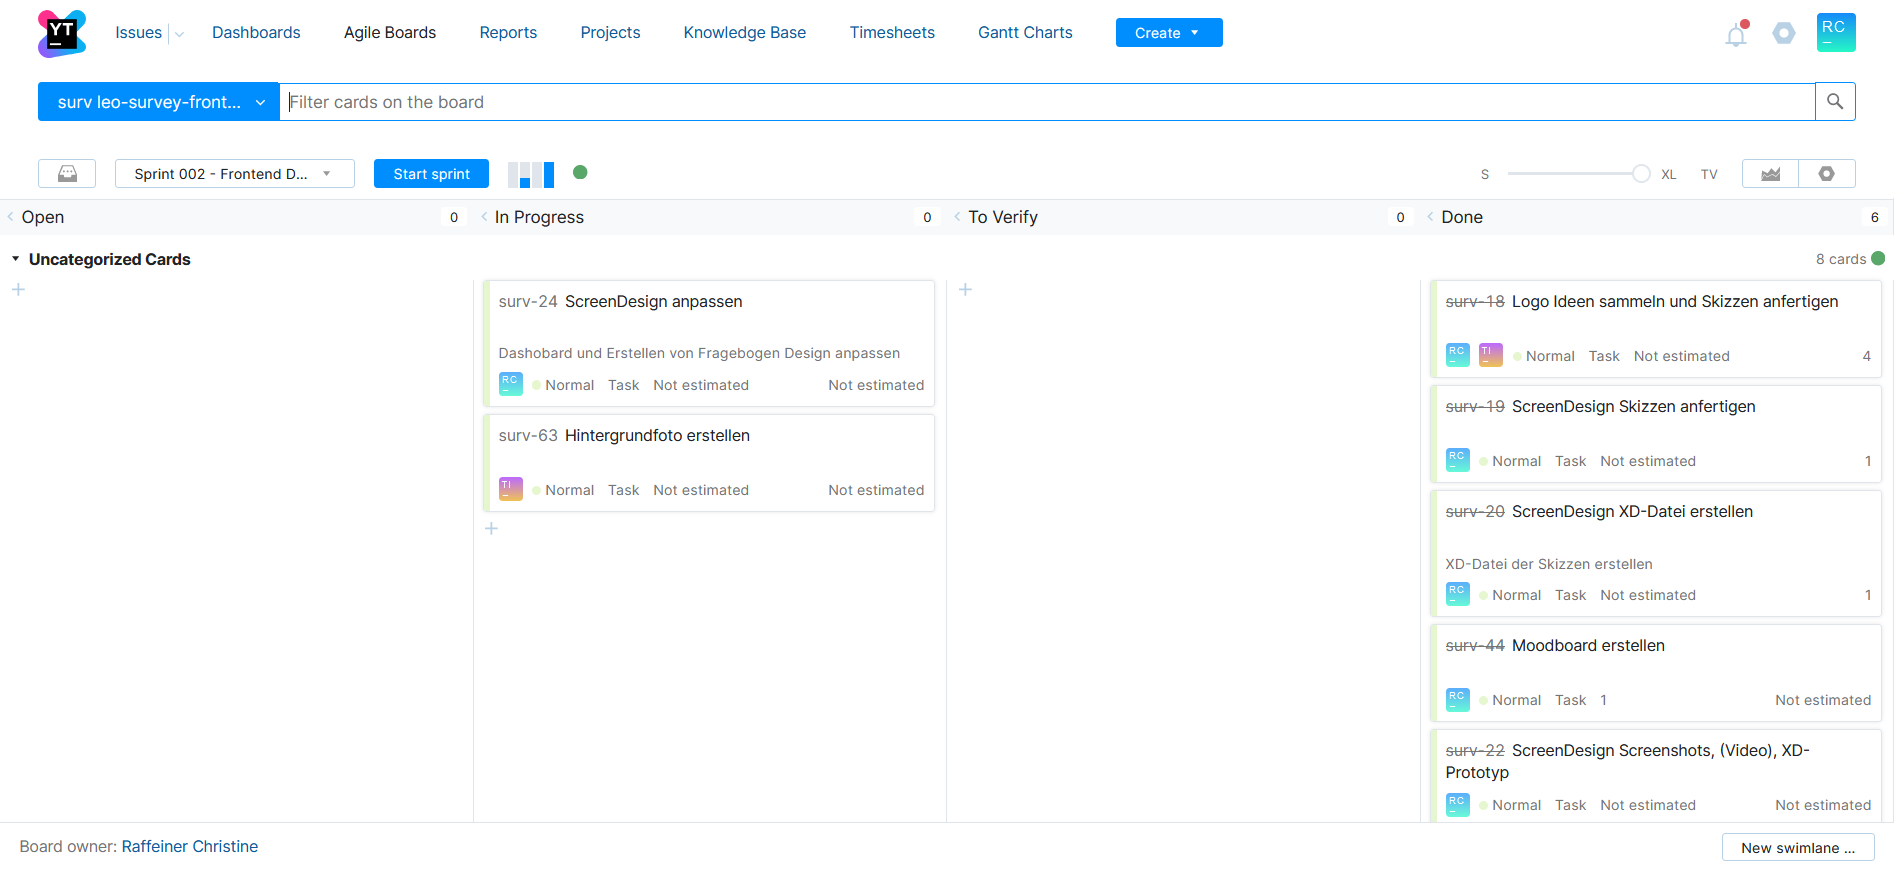 YT
Issues Dashboards Agile Boards Reports Projects Knowledge Base Timesheets Gantt Charts Create RC
surv leo-survey-front... Filter cards on the board
Sprint 002 - Frontend D... Start sprint S XL TV
Open 0 In Progress 0 To Verify 0 Done 6
Uncategorized Cards 8 cards
surv-24 ScreenDesign anpassen
Dashobard und Erstellen von Fragebogen Design anpassen
RC Normal Task Not estimated Not estimated
surv-63 Hintergrundfoto erstellen
TI Normal Task Not estimated Not estimated
surv-18 Logo Ideen sammeln und Skizzen anfertigen
RC TI Normal Task Not estimated 4
surv-19 ScreenDesign Skizzen anfertigen
RC Normal Task Not estimated 1
surv-20 ScreenDesign XD-Datei erstellen
XD-Datei der Skizzen erstellen
RC Normal Task Not estimated 1
surv-44 Moodboard erstellen
RC Normal Task 1 Not estimated
surv-22 ScreenDesign Screenshots, (Video), XD-
Prototyp
RC Normal Task Not estimated Not estimated
Board owner: Raffeiner Christine New swimlane ...